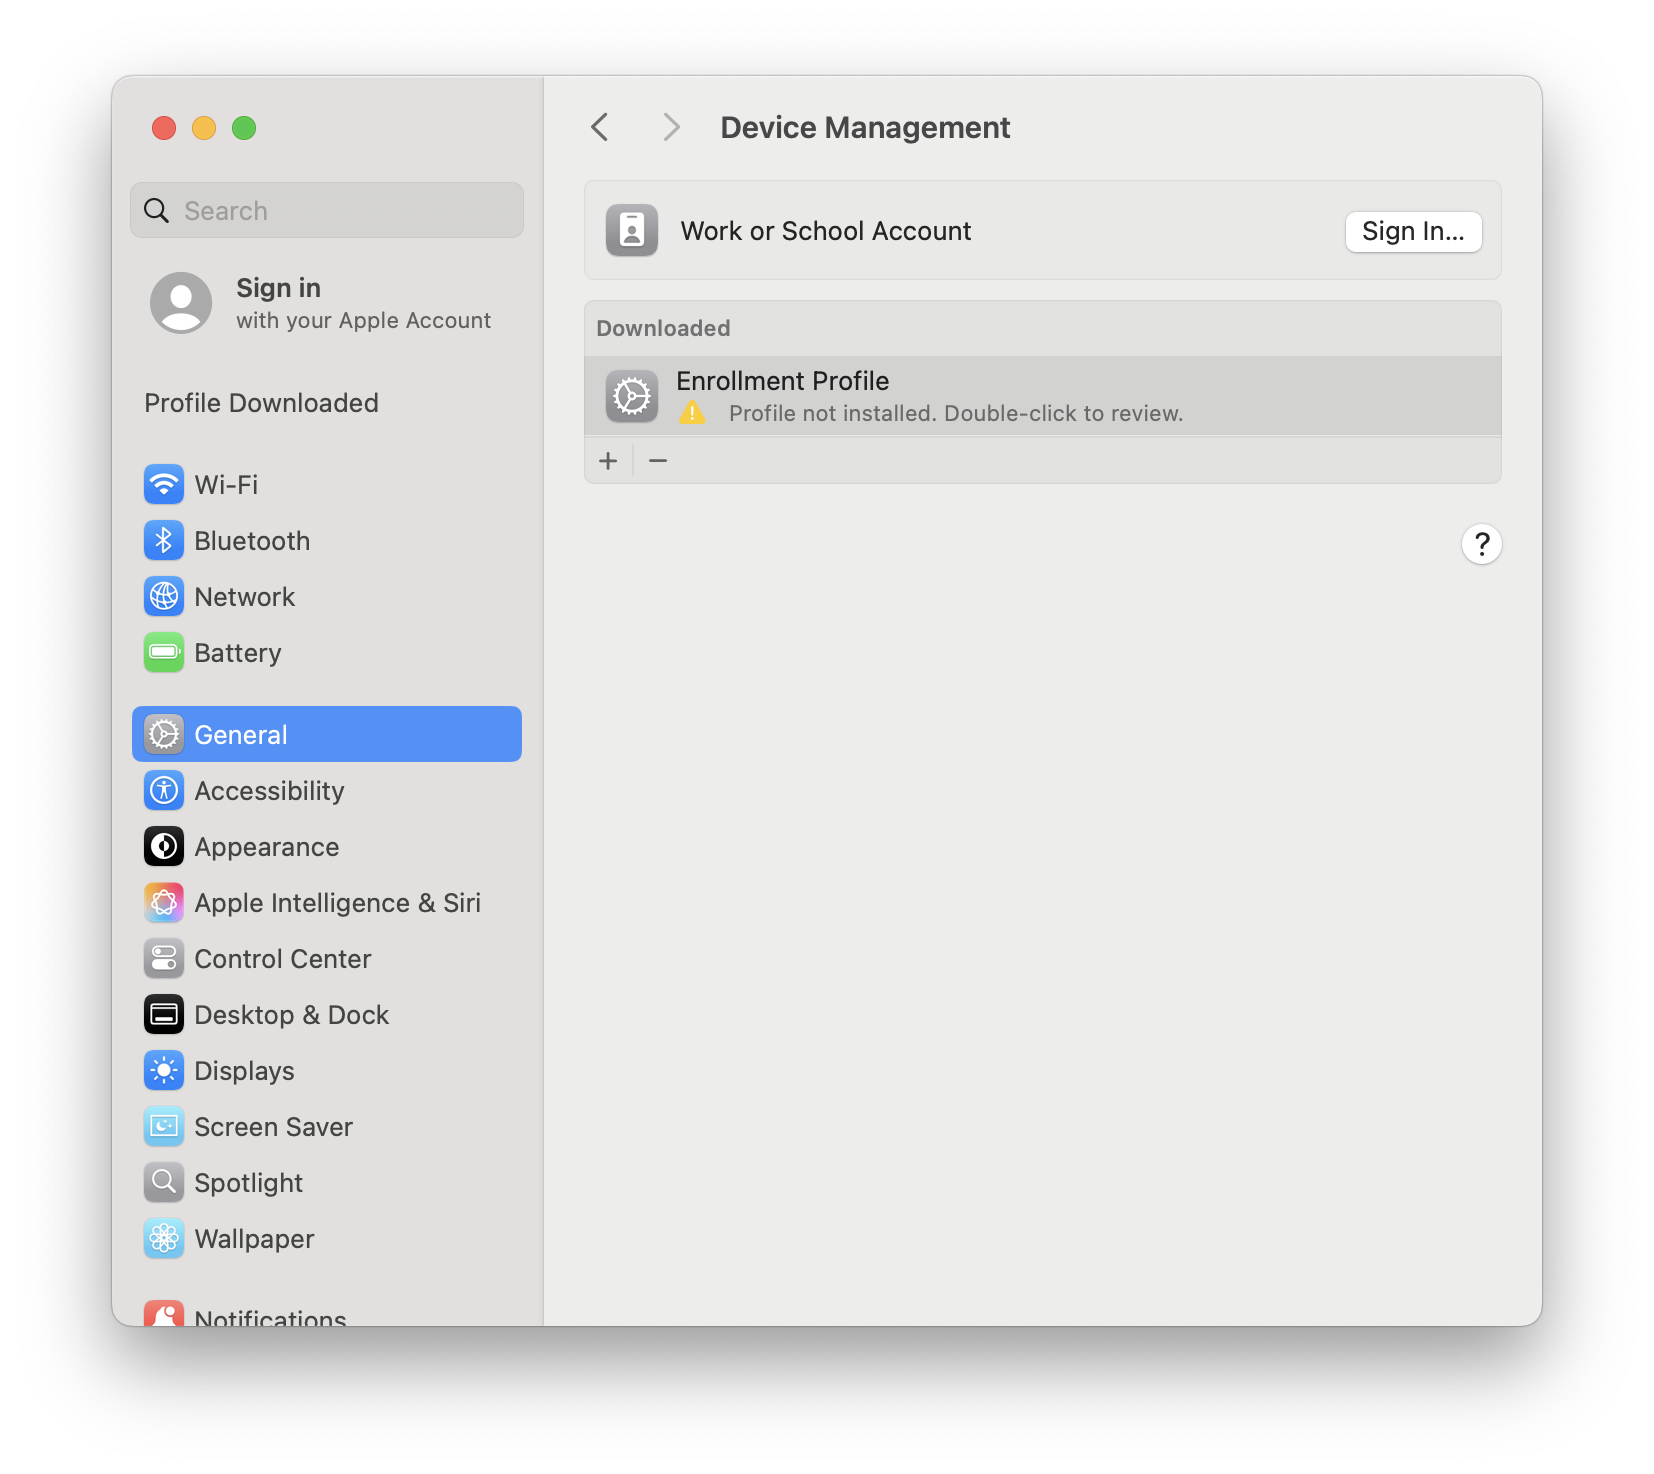 Search
Sign in
with your Apple Account
Profile Downloaded
Wi-Fi
Bluetooth
Network
Battery
General
Accessibility
Appearance
Apple Intelligence & Siri
Control Center
Desktop & Dock
Displays
Screen Saver
Spotlight
Wallpaper
Notifications
Device Management
Work or School Account
Sign In...
Downloaded
Enrollment Profile
Profile not installed. Double-click to review.